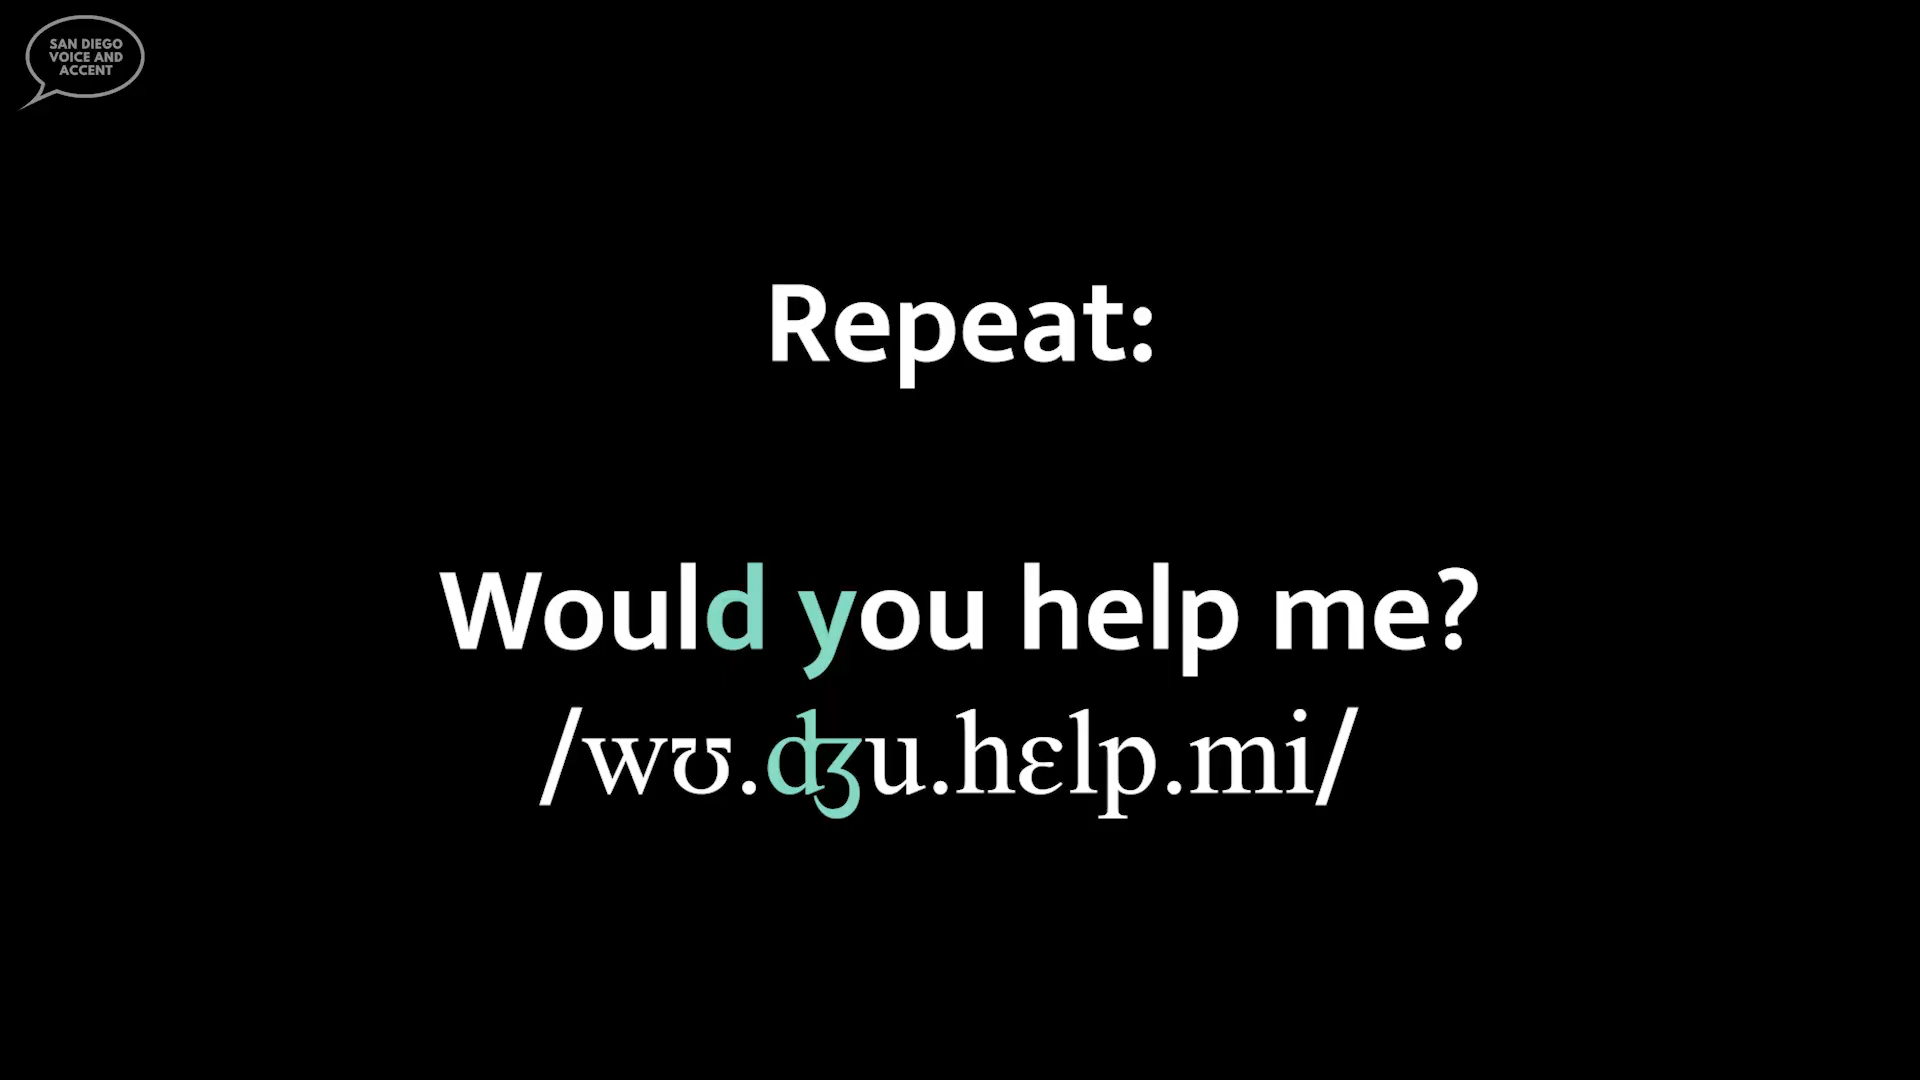 SAN DIEGO
VOICE AND
ACCENT
Repeat:
Would you help me?
/wʊ.ʤu.hɛlp.mi/